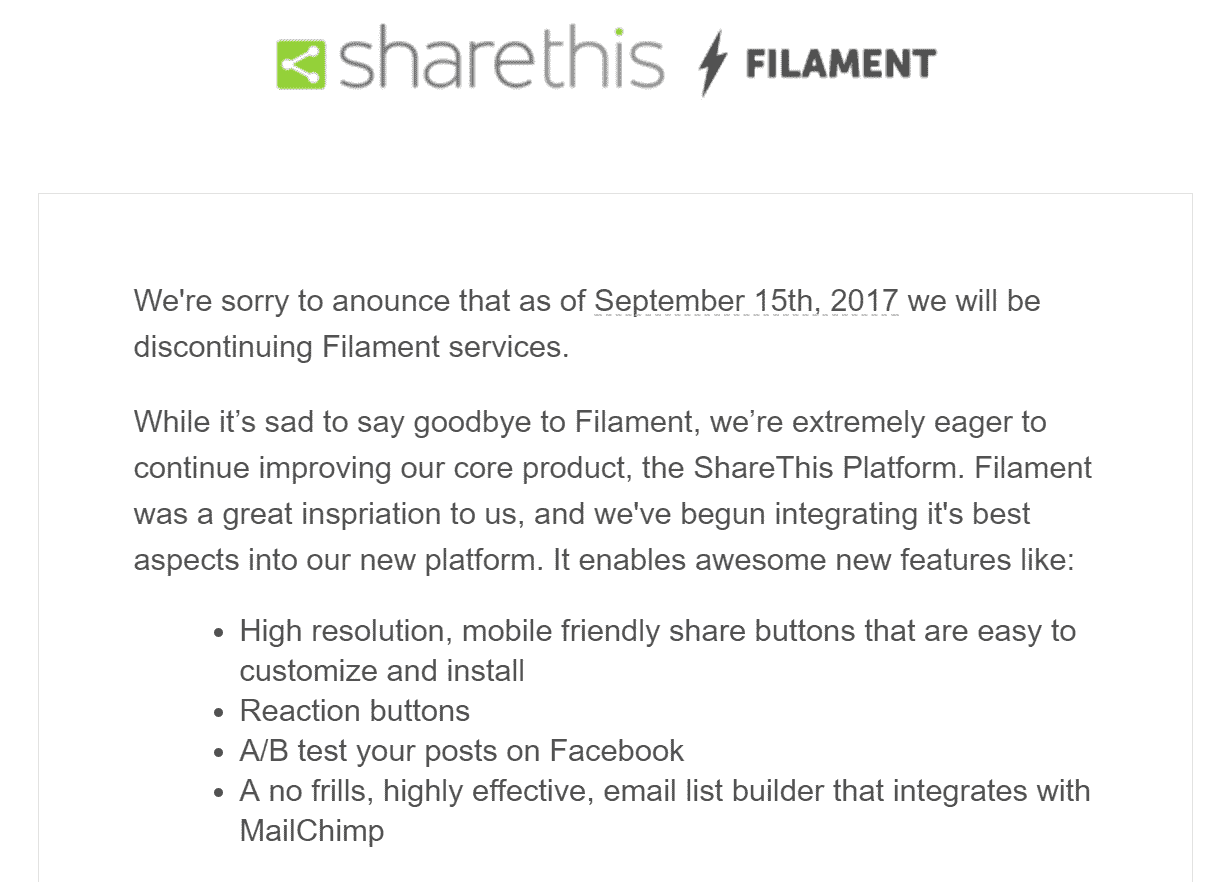 sharethis FILAMENT
We're sorry to anounce that as of September 15th, 2017 we will be
discontinuing Filament services.
While it’s sad to say goodbye to Filament, we’re extremely eager to
continue improving our core product, the ShareThis Platform. Filament
was a great inspriation to us, and we've begun integrating it's best
aspects into our new platform. It enables awesome new features like:
• High resolution, mobile friendly share buttons that are easy to
customize and install
• Reaction buttons
• A/B test your posts on Facebook
• A no frills, highly effective, email list builder that integrates with
MailChimp